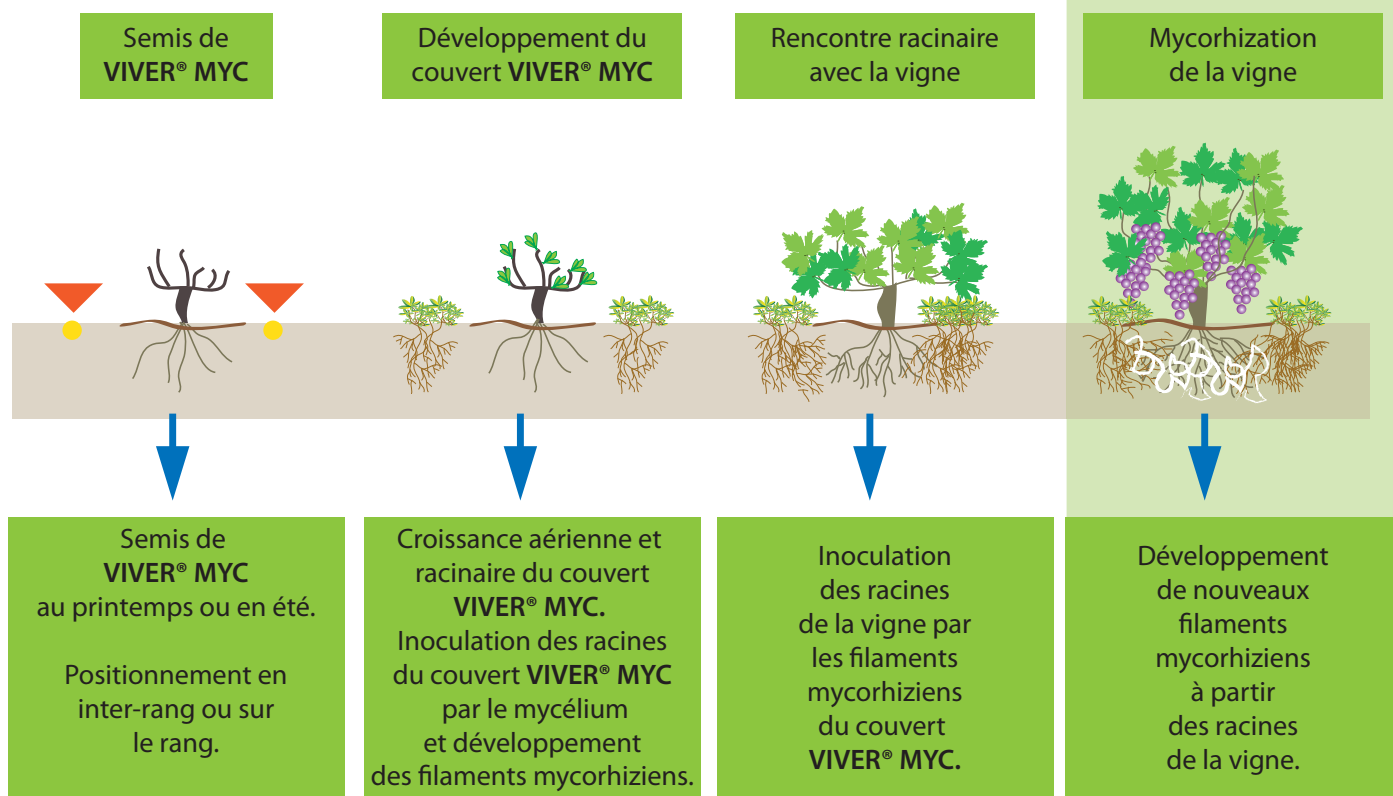 Semis de
VIVER® MYC
Développement du
couvert VIVER® MYC
Rencontre racinaire
avec la vigne
Mycorhization
de la vigne
Semis de
VIVER® MYC
au printemps ou en été.
Positionnement en
inter-rang ou sur
le rang.
Croissance aérienne et
racinaire du couvert
VIVER® MYC.
Inoculation des racines
du couvert VIVER® MYC
par le mycélium
et développement
des filaments mycorhiziens.
Inoculation
des racines
de la vigne par
les filaments
mycorhiziens
du couvert
VIVER® MYC.
Développement
de nouveaux
filaments
mycorhiziens
à partir
des racines
de la vigne.